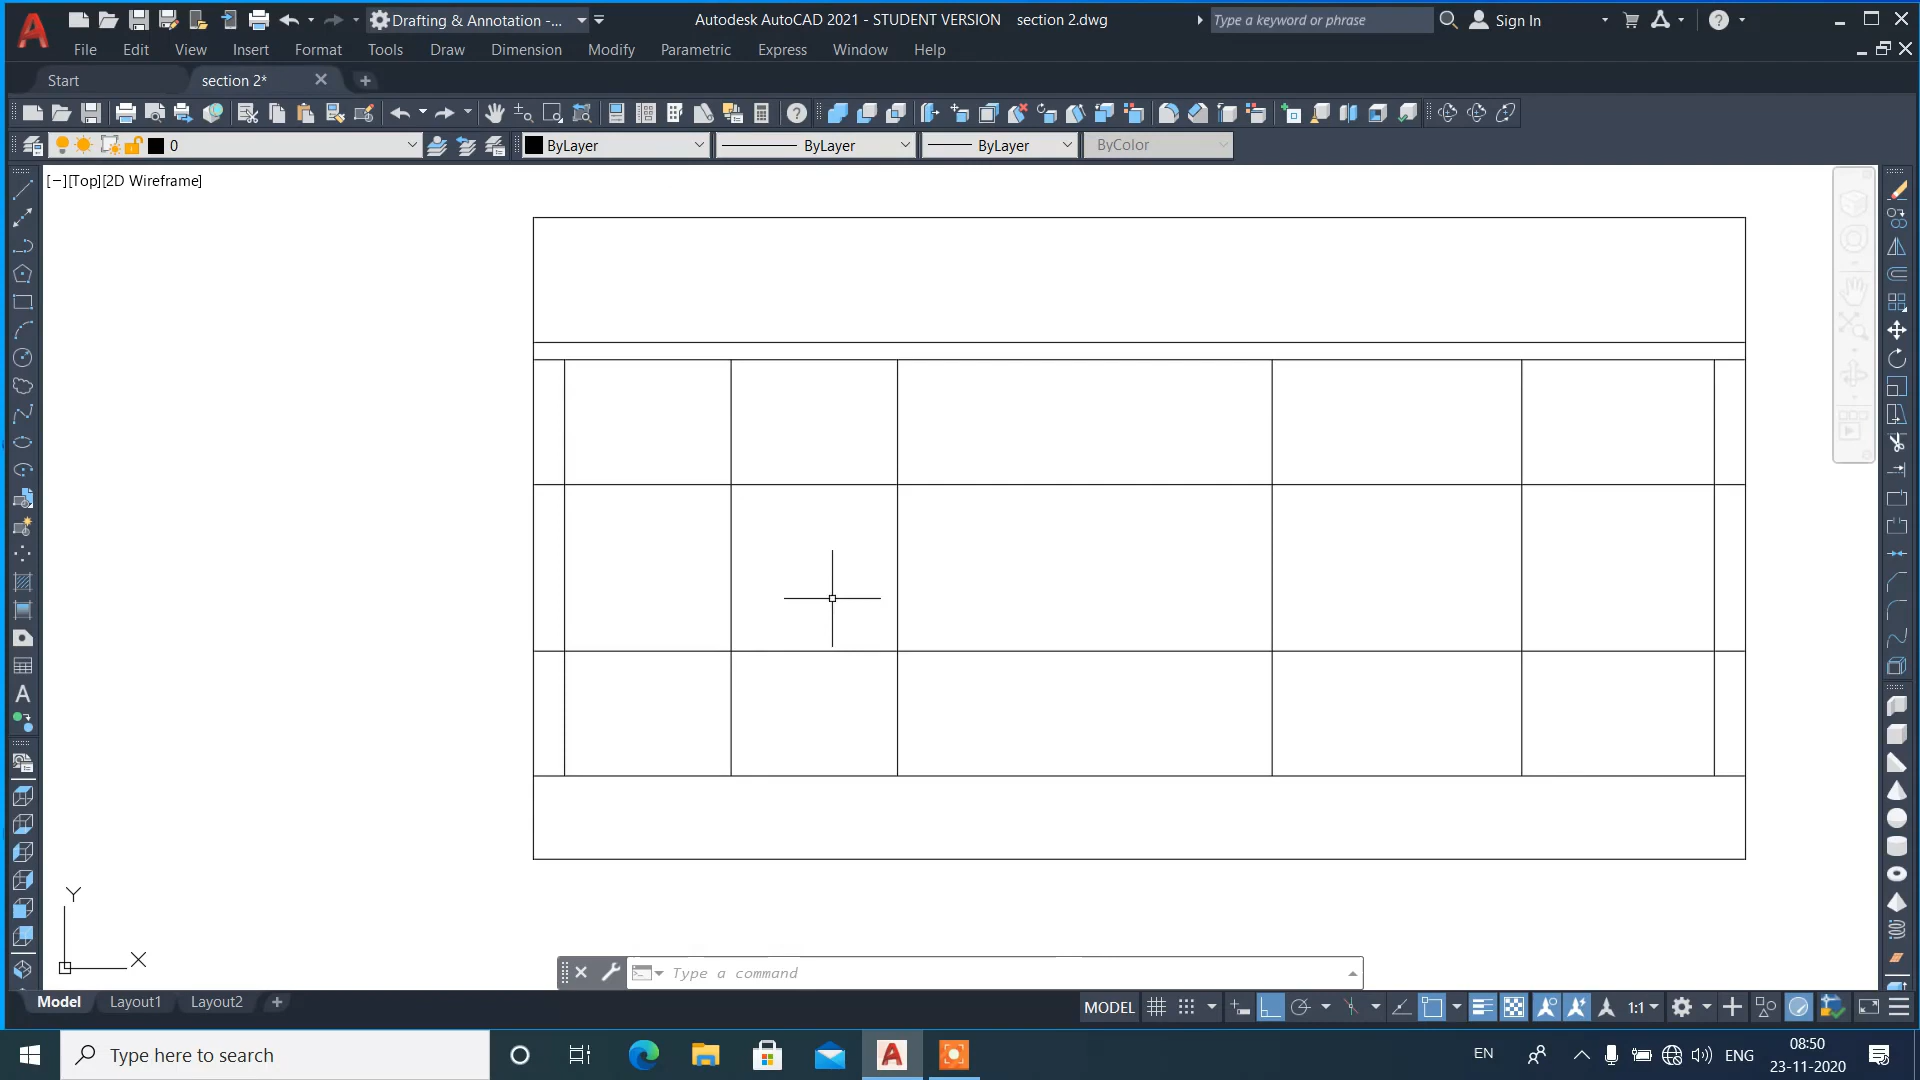 Drafting & Annotation -...
Autodesk AutoCAD 2021 - STUDENT VERSION section 2.dwg
Type a keyword or phrase
Sign In
File Edit View Insert Format Tools Draw Dimension Modify Parametric Express Window Help
Start section 2*
0 ByLayer ByLayer ByLayer ByColor
[−][Top][2D Wireframe]
A
Y
X
Type a command
Model Layout1 Layout2
MODEL 1:1
Type here to search
EN ENG
08:50
23-11-2020